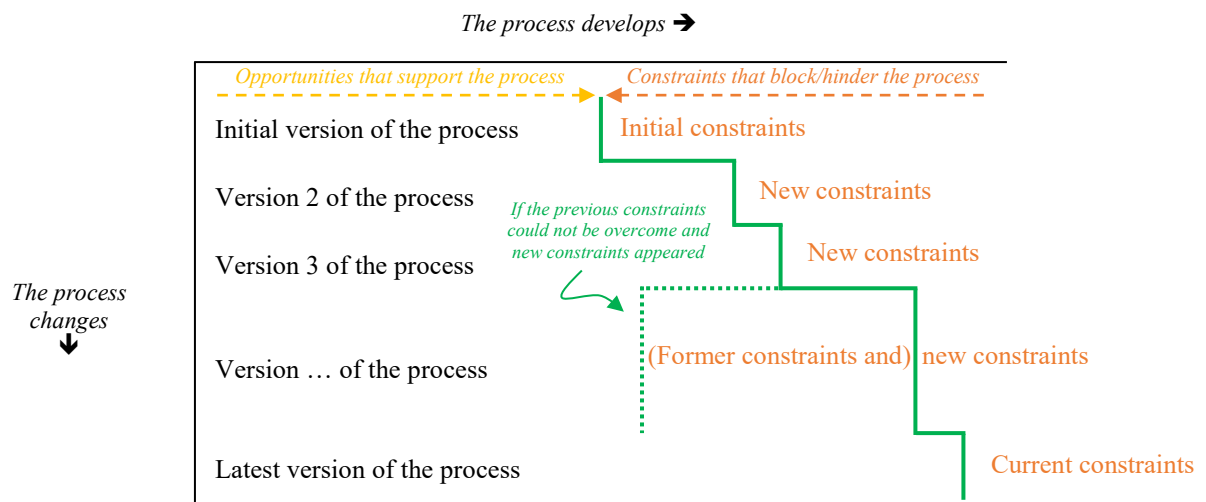 The process develops ➔
Opportunities that support the process
Constraints that block/hinder the process
Initial version of the process
Initial constraints
Version 2 of the process
New constraints
If the previous constraints
could not be overcome and
new constraints appeared
Version 3 of the process
New constraints
The process
changes
🡻
Version … of the process
(Former constraints and) new constraints
Latest version of the process
Current constraints